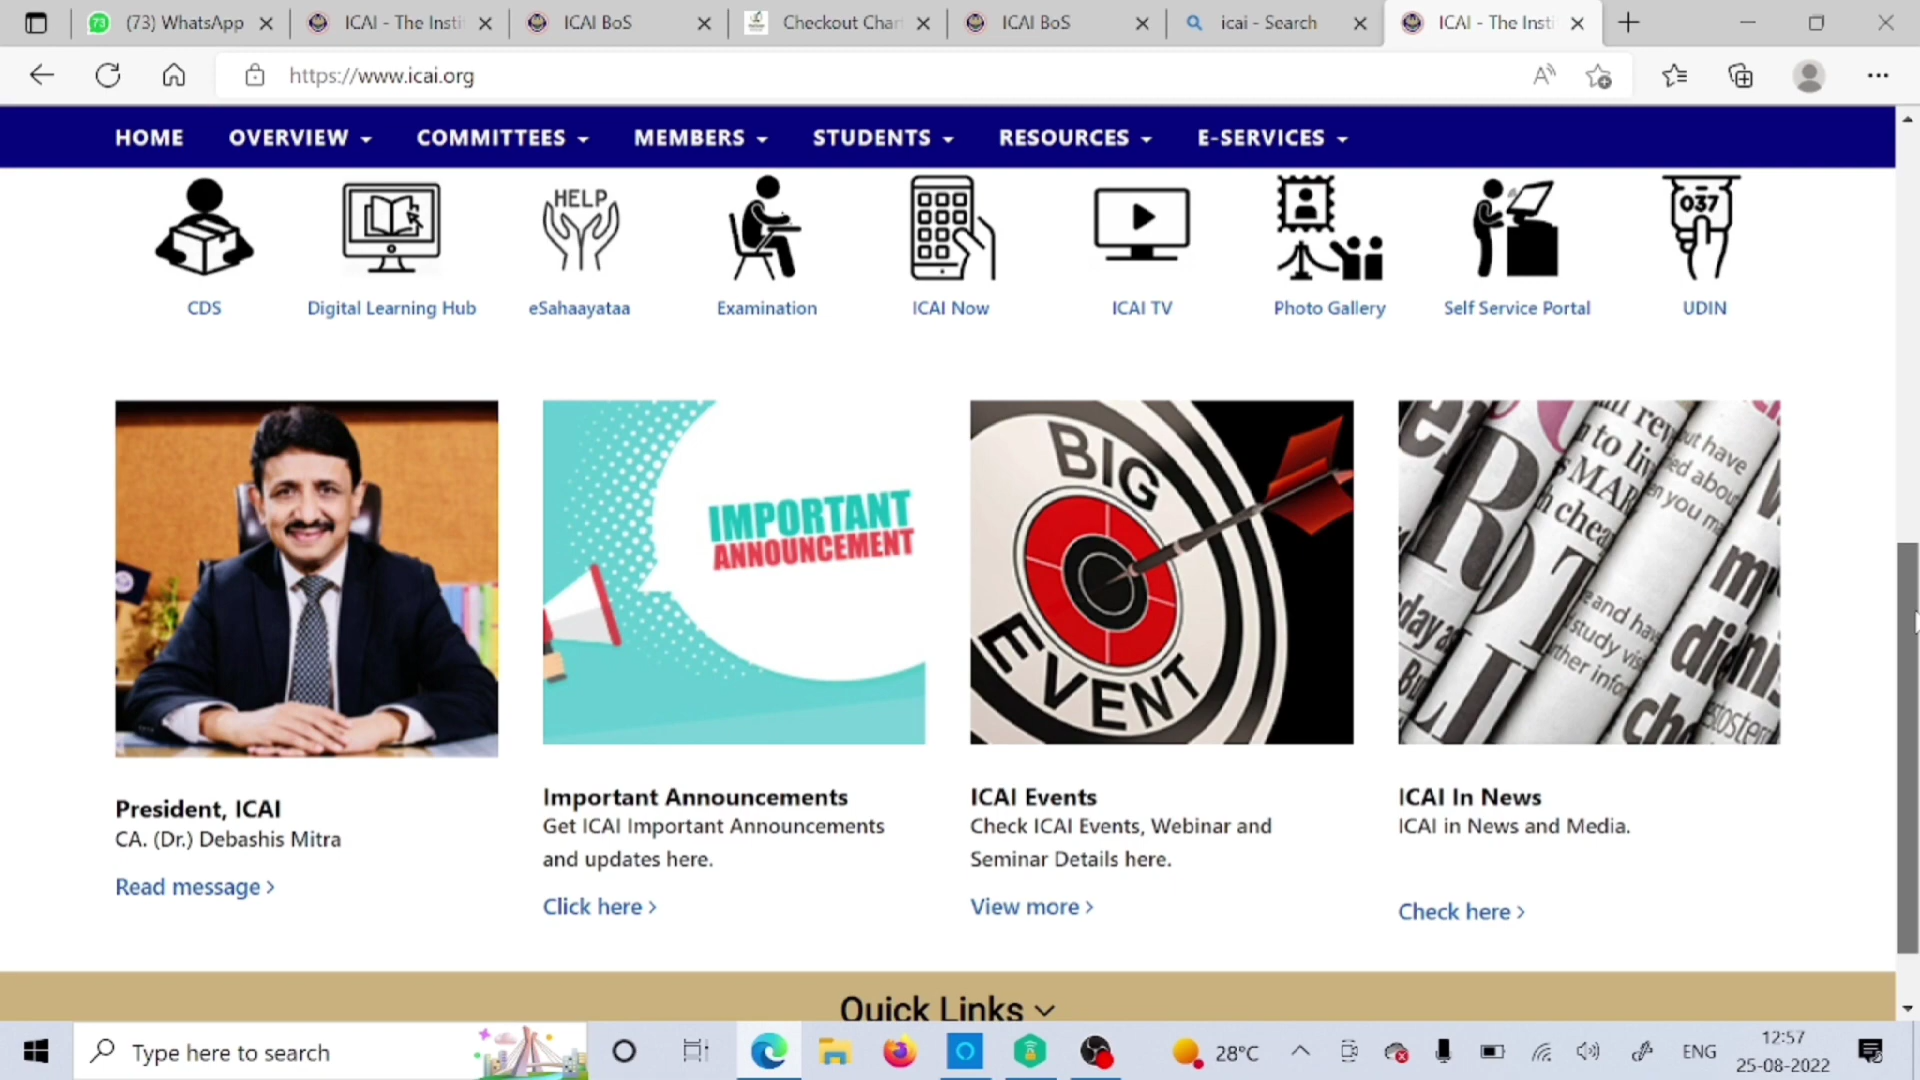 (73) WhatsApp
ICAI - The Insti
ICAI BoS
Checkout Char
ICAI BoS
icai - Search
ICAI - The Insti
https://www.icai.org
HOME OVERVIEW COMMITTEES MEMBERS STUDENTS RESOURCES E-SERVICES
HELP
037
CDS
Digital Learning Hub
eSahaayataa
Examination
ICAI Now
ICAI TV
Photo Gallery
Self Service Portal
UDIN
IMPORTANT
ANNOUNCEMENT
BIG
EVENT
President, ICAI
CA. (Dr.) Debashis Mitra
Read message >
Important Announcements
Get ICAI Important Announcements
and updates here.
Click here >
ICAI Events
Check ICAI Events, Webinar and
Seminar Details here.
View more >
ICAI In News
ICAI in News and Media.
Check here >
Quick Links
Type here to search
28°C
ENG
12:57
25-08-2022